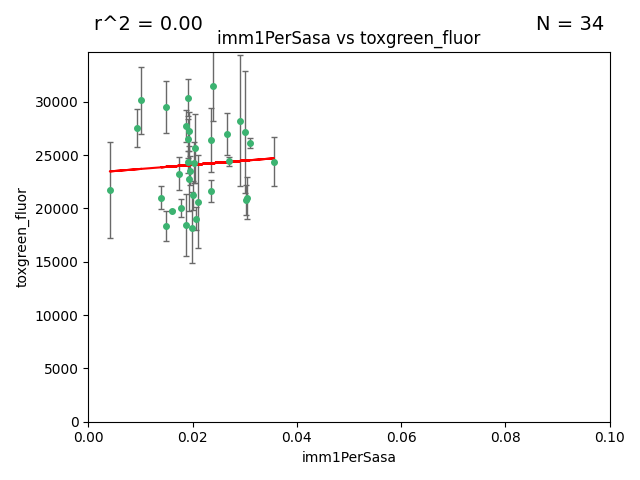 r^2 = 0.00
N = 34
imm1PerSasa vs toxgreen_fluor
30000
25000
20000
15000
10000
5000
0
toxgreen_fluor
0.00 0.02 0.04 0.06 0.08 0.10
imm1PerSasa